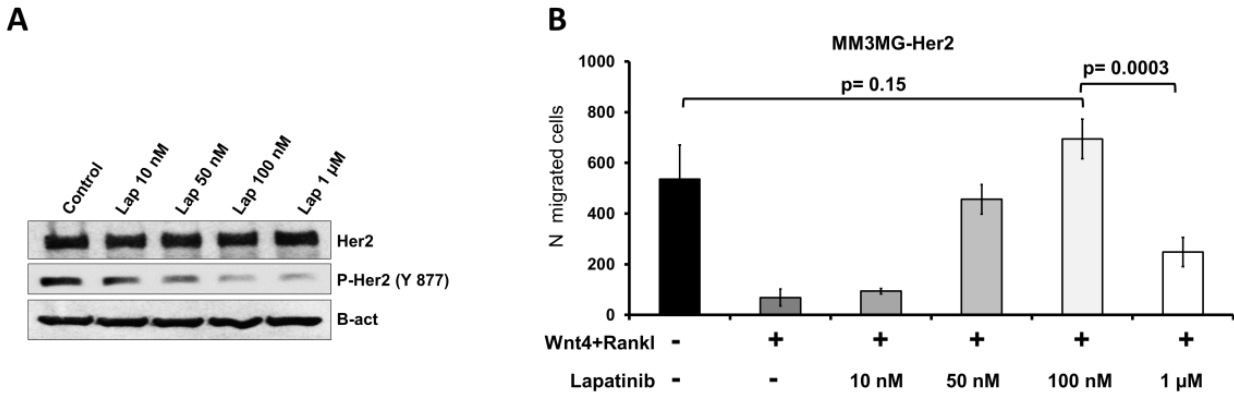 A
Control
Lap 10 nM
Lap 50 nM
Lap 100 nM
Lap 1 µM
Her2
P-Her2 (Y 877)
B-act
B
MM3MG-Her2
p= 0.15
p= 0.0003
N migrated cells
1000
800
600
400
200
0
Wnt4+Rankl - + + + + +
Lapatinib - - 10 nM 50 nM 100 nM 1 µM